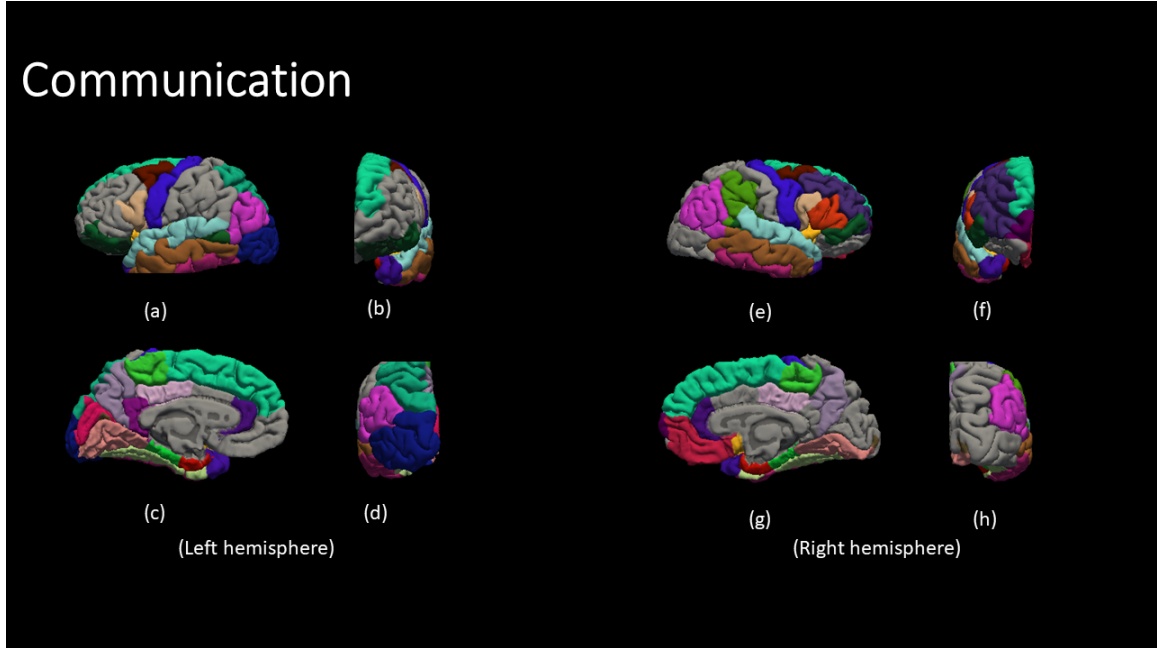 Communication
(a)
(b)
(e)
(f)
(c)
(d)
(g)
(h)
(Left hemisphere)
(Right hemisphere)